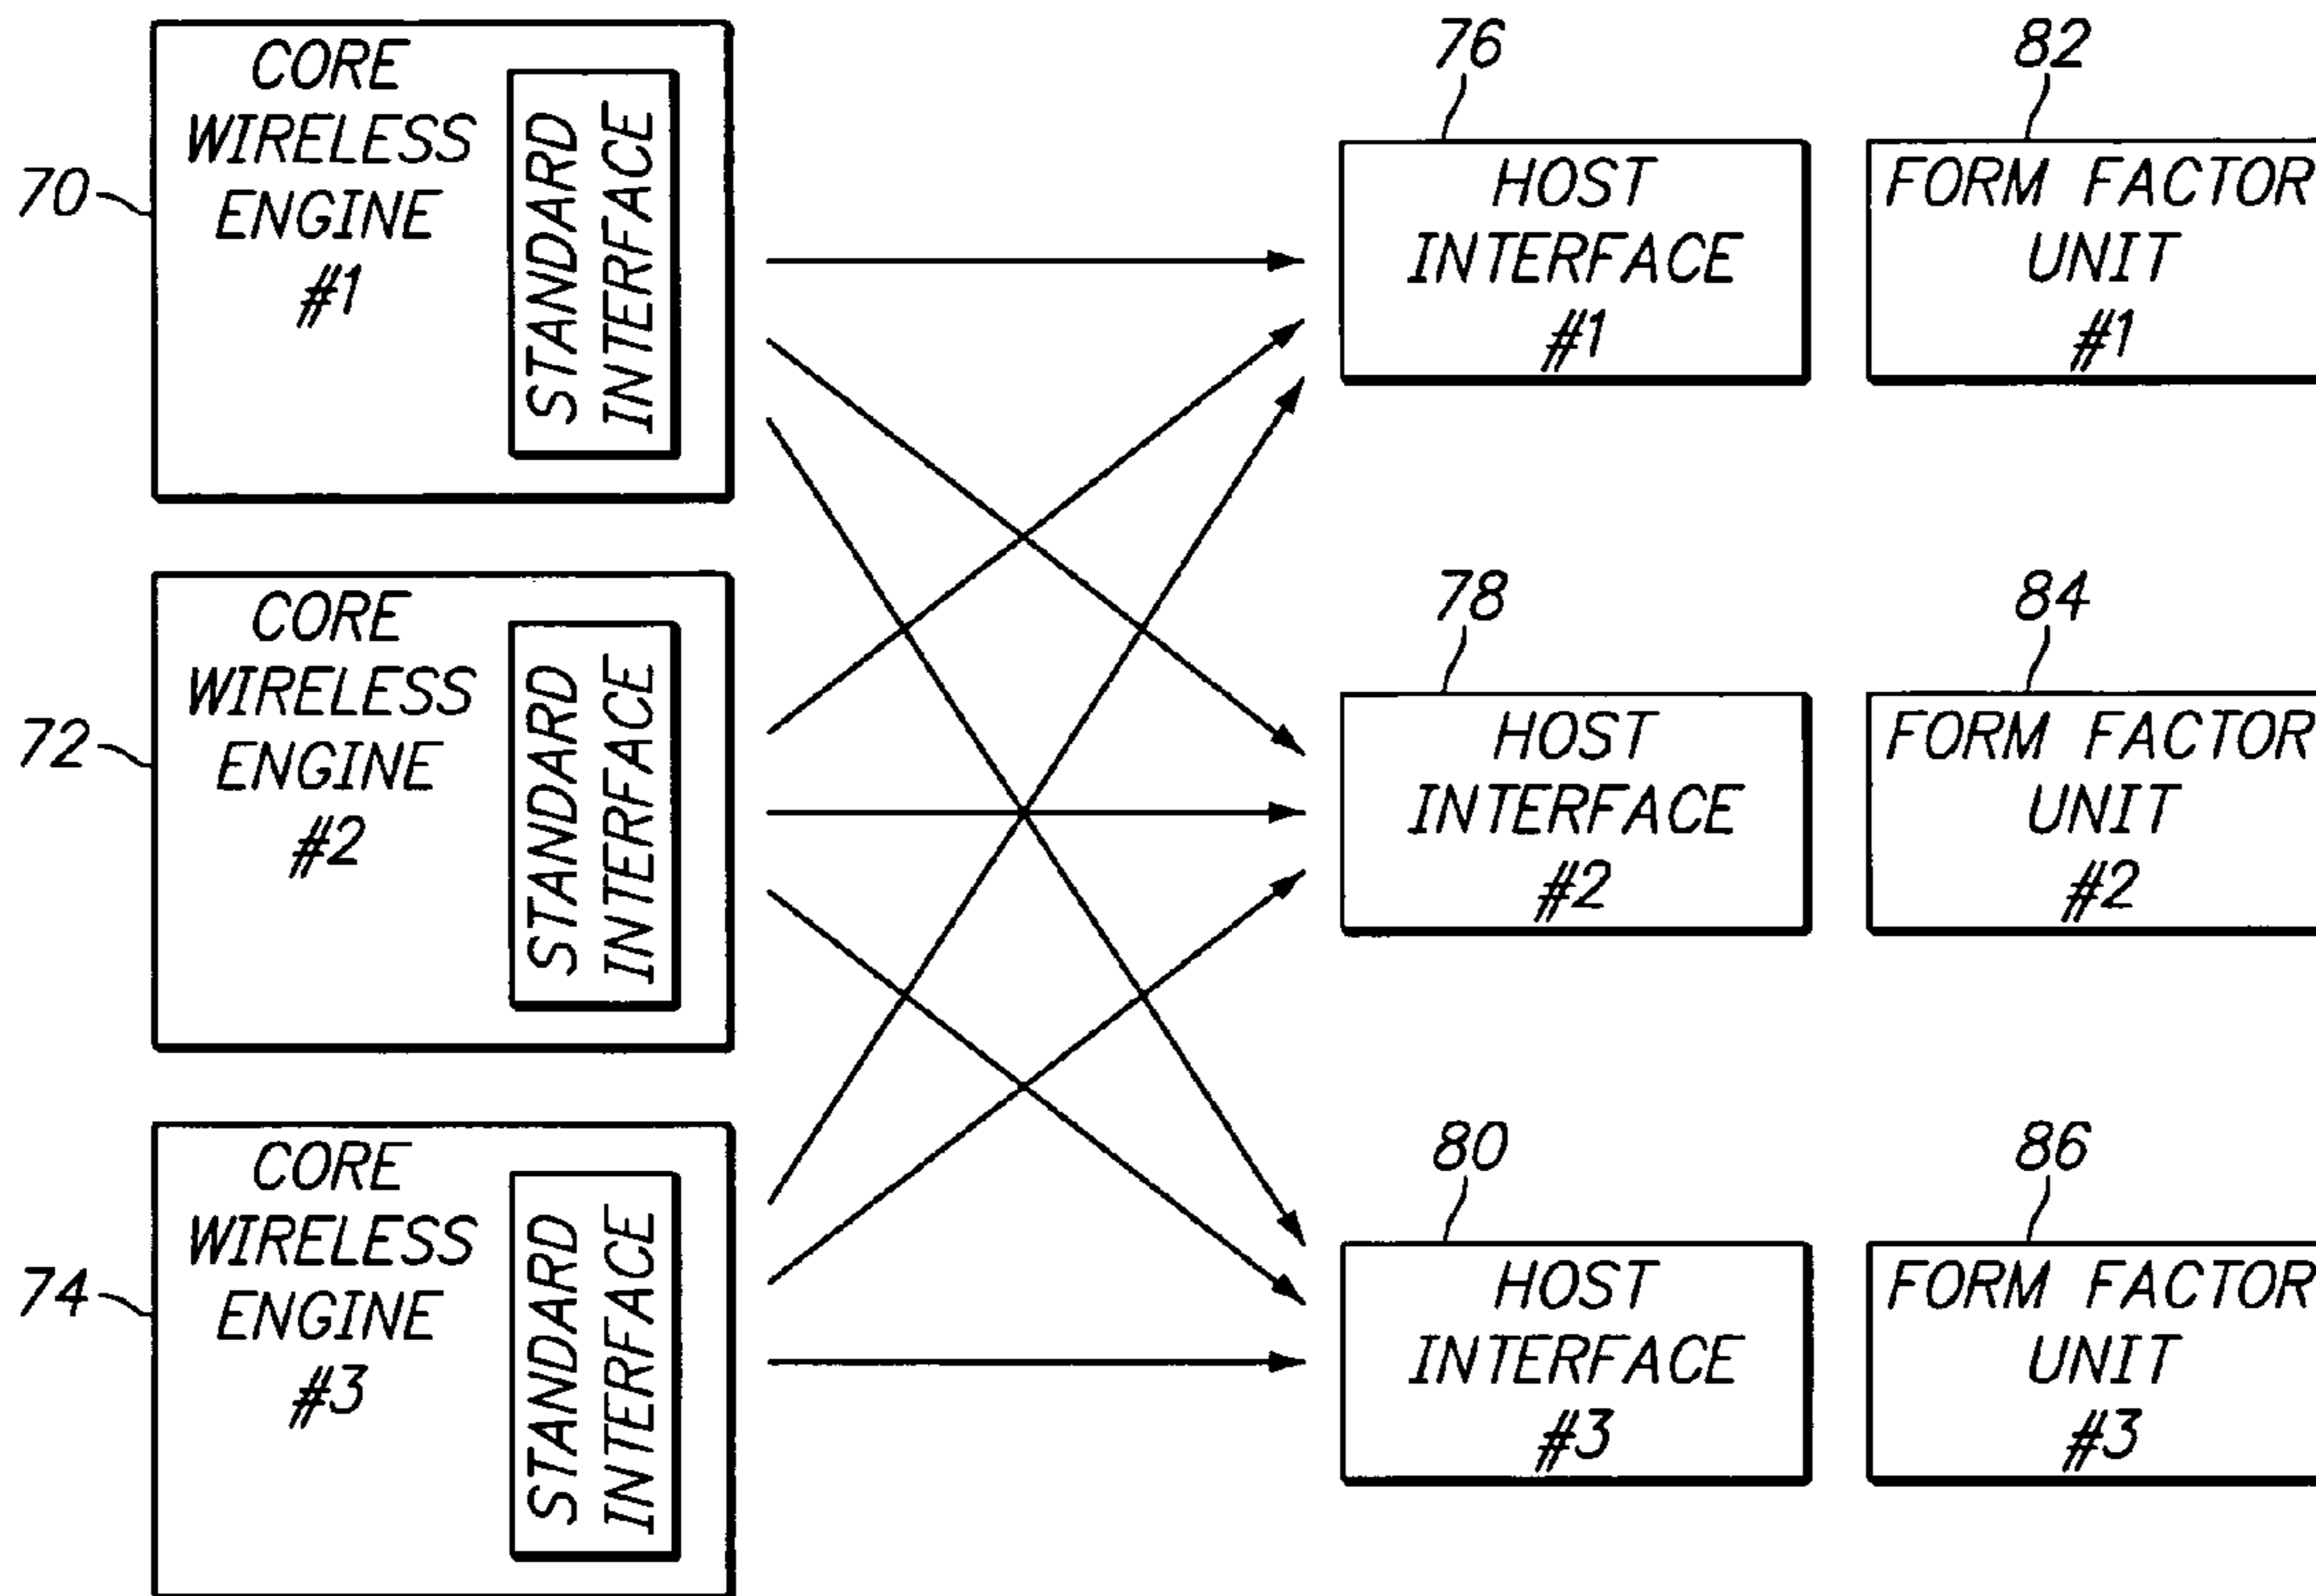 76
82
CORE
WIRELESS
ENGINE
#1
STANDARD
INTERFACE
70
HOST
INTERFACE
#1
FORM FACTOR
UNIT
#1
78
84
CORE
WIRELESS
ENGINE
#2
STANDARD
INTERFACE
72
HOST
INTERFACE
#2
FORM FACTOR
UNIT
#2
80
86
CORE
WIRELESS
ENGINE
#3
STANDARD
INTERFACE
74
HOST
INTERFACE
#3
FORM FACTOR
UNIT
#3